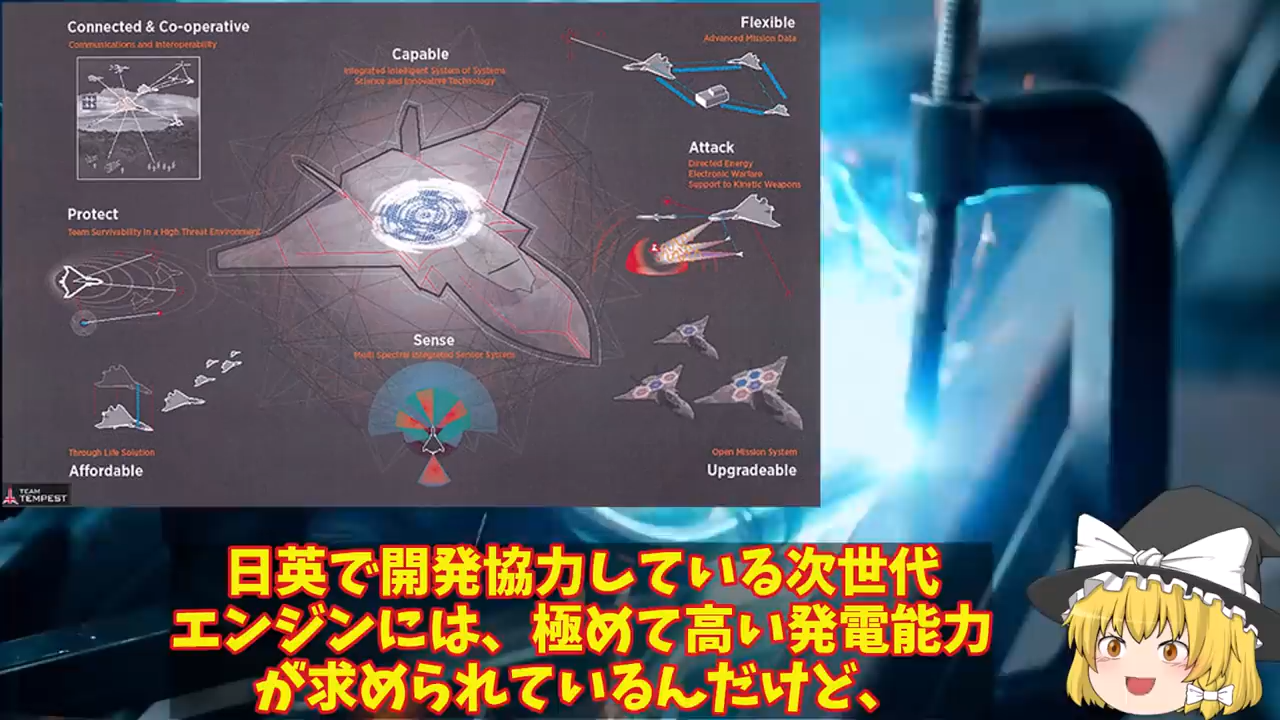 Connected & Co-operative
Communications and Interoperability
Capable
Integrated Intelligent System of Systems
Science and Innovative Technology
Flexible
Advanced Mission Data
Attack
Directed Energy
Electronic Warfare
Support to Kinetic Weapons
Protect
Team Survivability in a High Threat Environment
Sense
Multi Spectral Integrated Sensor System
Through Life Solution
Affordable
Open Mission System
Upgradeable
TEAM
TEMPEST
日英で開発協力している次世代
エンジンには、極めて高い発電能力
が求められているんだけど、